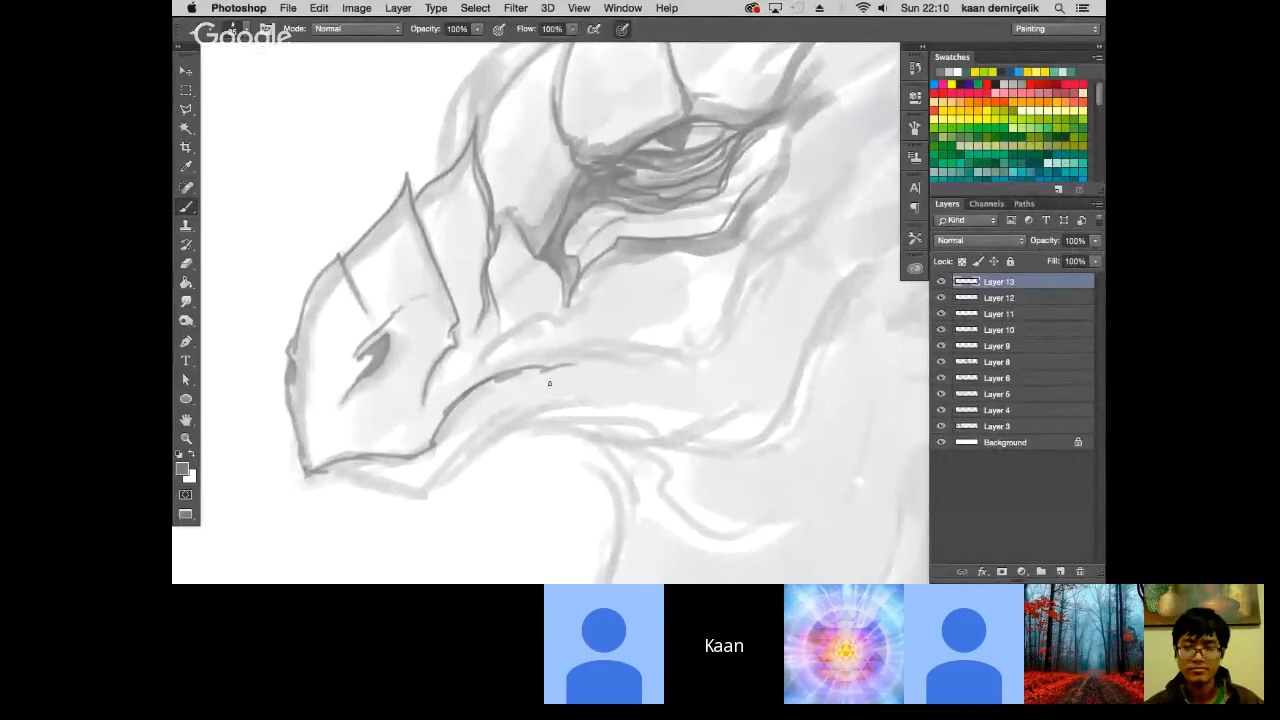 Photoshop File Edit Image Layer Type Select Filter 3D View Window Help Sun 22:10 kaan demirçelik
Google Mode: Normal Opacity: 100% Flow: 100% Painting
Swatches
Layers Channels Paths
Kind
Normal Opacity: 100%
Lock: Fill: 100%
Layer 13
Layer 12
Layer 11
Layer 10
Layer 9
Layer 8
Layer 6
Layer 5
Layer 4
Layer 3
Background
Kaan